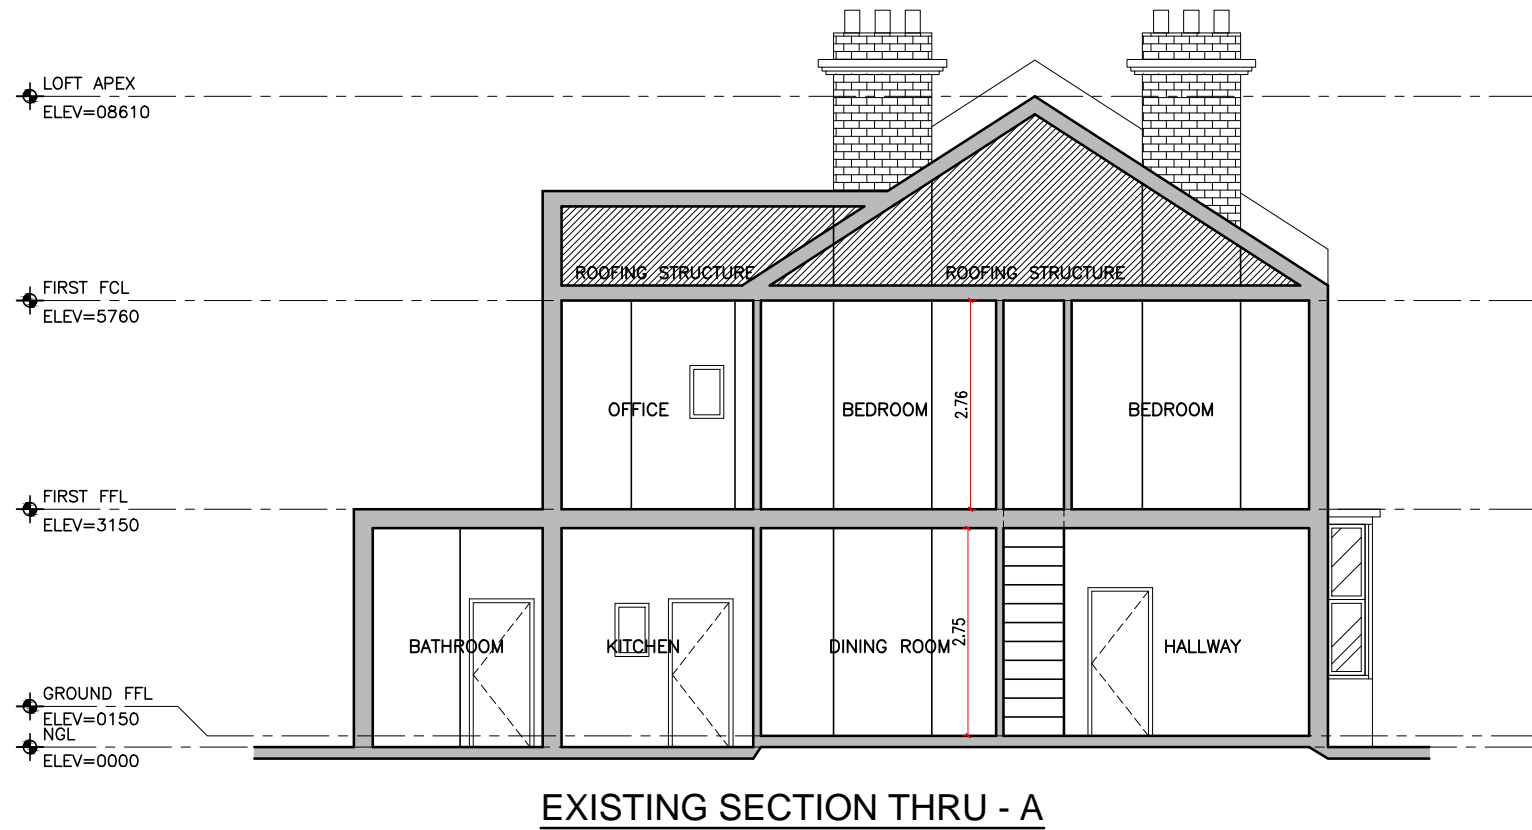 LOFT APEX
ELEV=08610
ROOFING STRUCTURE
ROOFING STRUCTURE
FIRST FCL
ELEV=5760
OFFICE
BEDROOM
2.76
BEDROOM
FIRST FFL
ELEV=3150
BATHROOM
KITCHEN
DINING ROOM
2.75
HALLWAY
GROUND FFL
ELEV=0150
NGL
ELEV=0000
EXISTING SECTION THRU - A